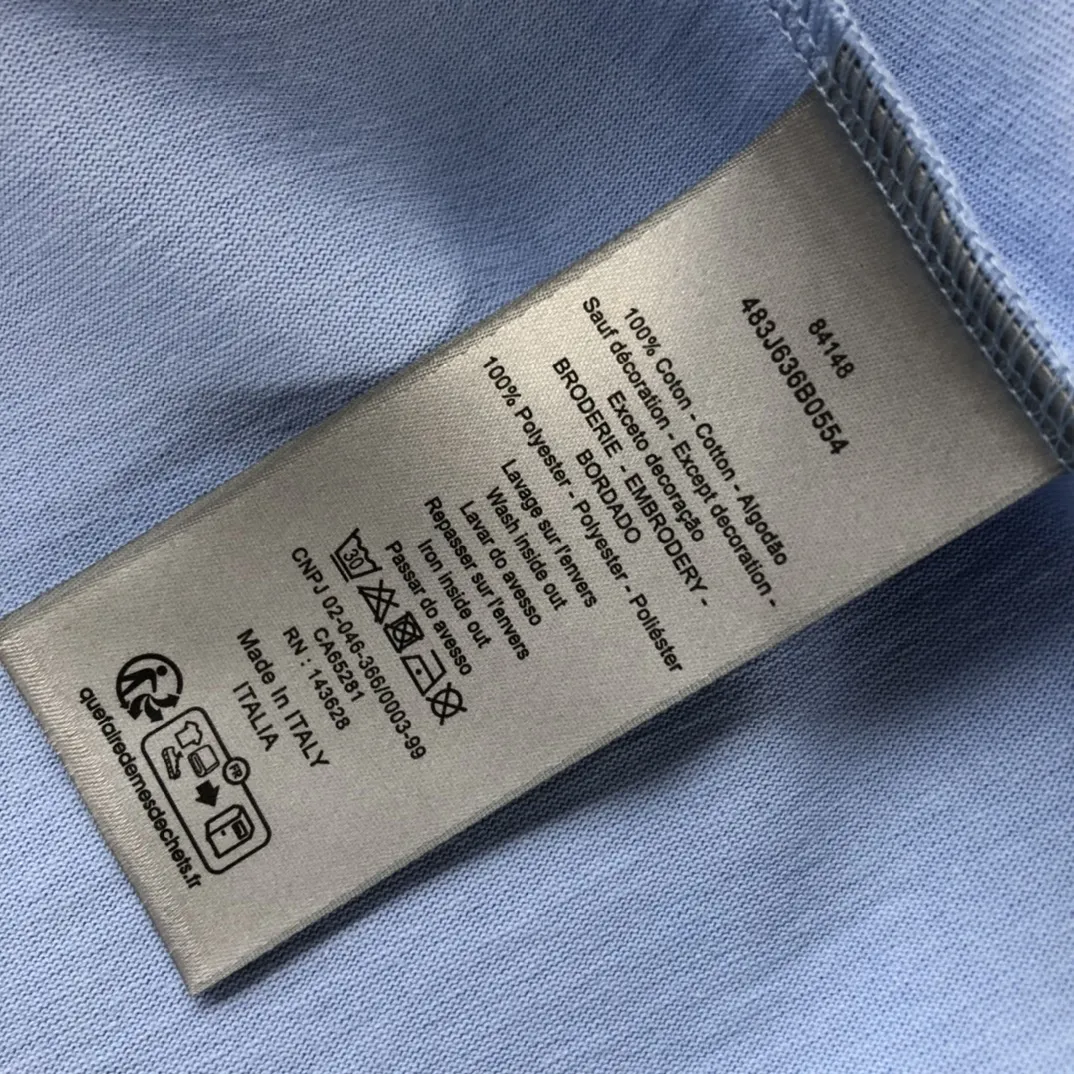 84148
483J636B0554
100% Coton - Cotton - Algodão
Sauf décoration - Except decoration -
Exceto decoração
BRODERIE - EMBRODERY -
BORDADO
100% Polyester - Polyester - Poliéster
Lavage sur l'envers
Wash inside out
Lavar do avesso
Repasser sur l'envers
Iron inside out
Passar do avesso
30
CNPJ 02-046-366/0003-99
CA65281
RN : 143628
Made In ITALY
ITALIA
FR
quefairedemesdechets.fr